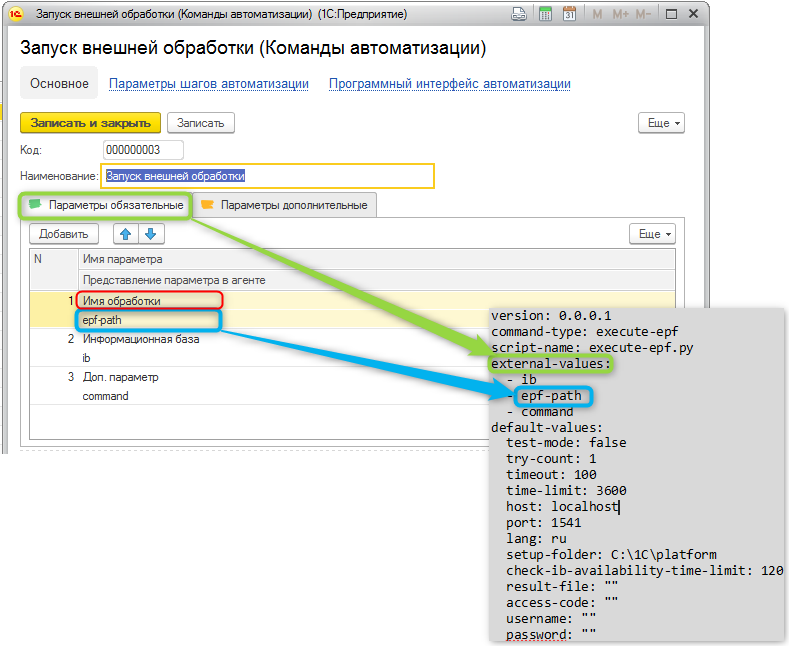 Запуск внешней обработки (Команды автоматизации) (1С:Предприятие)
M M+ M-
Запуск внешней обработки (Команды автоматизации)
Основное Параметры шагов автоматизации Программный интерфейс автоматизации
Записать и закрыть Записать Еще
Код: 000000003
Наименование: Запуск внешней обработки
Параметры обязательные Параметры дополнительные
Добавить Еще
N Имя параметра
Представление параметра в агенте
1 Имя обработки
epf-path
2 Информационная база
ib
3 Доп. параметр
command
version: 0.0.0.1
command-type: execute-epf
script-name: execute-epf.py
external-values:
- ib
- epf-path
- command
default-values:
test-mode: false
try-count: 1
timeout: 100
time-limit: 3600
host: localhost
port: 1541
lang: ru
setup-folder: C:\1C\platform
check-ib-availability-time-limit: 120
result-file: ""
access-code: ""
username: ""
password: ""